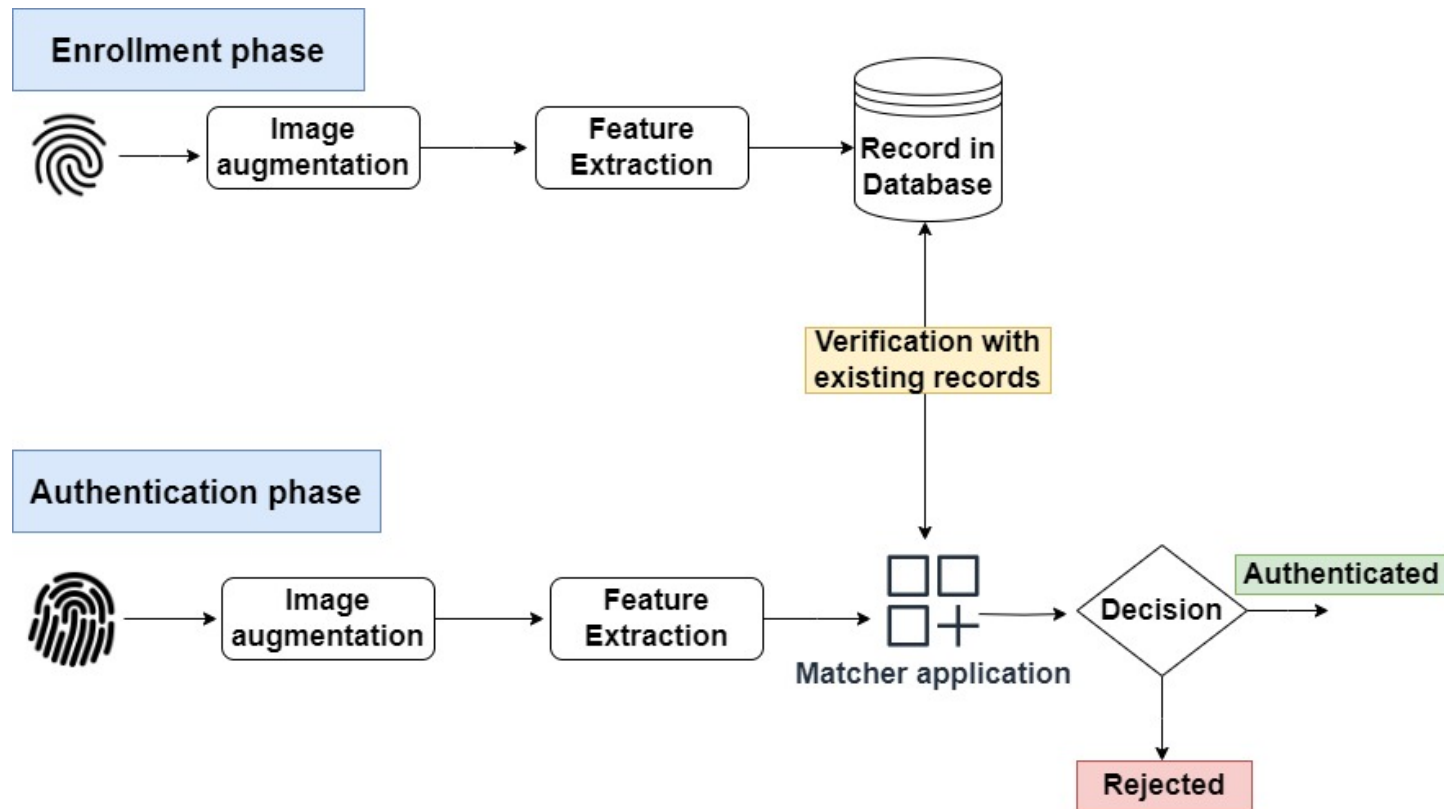 Enrollment phase
Image
augmentation
Feature
Extraction
Record in
Database
Verification with
existing records
Authentication phase
Image
augmentation
Feature
Extraction
Matcher application
Decision
Authenticated
Rejected